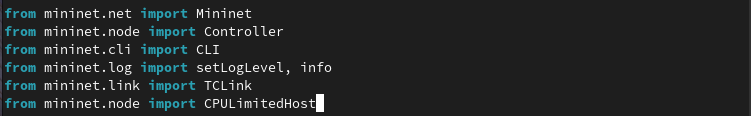 from mininet.net import Mininet
from mininet.node import Controller
from mininet.cli import CLI
from mininet.log import setLogLevel, info
from mininet.link import TCLink
from mininet.node import CPULimitedHost